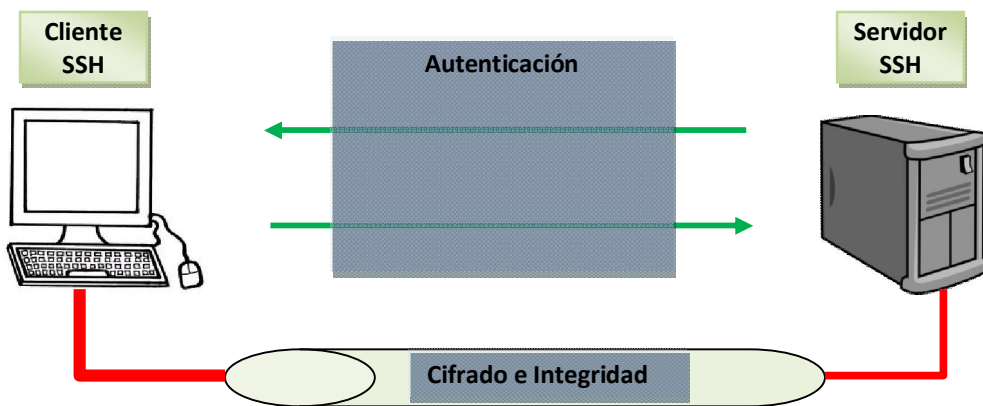 Cliente
SSH
Autenticación
Servidor
SSH
Cifrado e Integridad